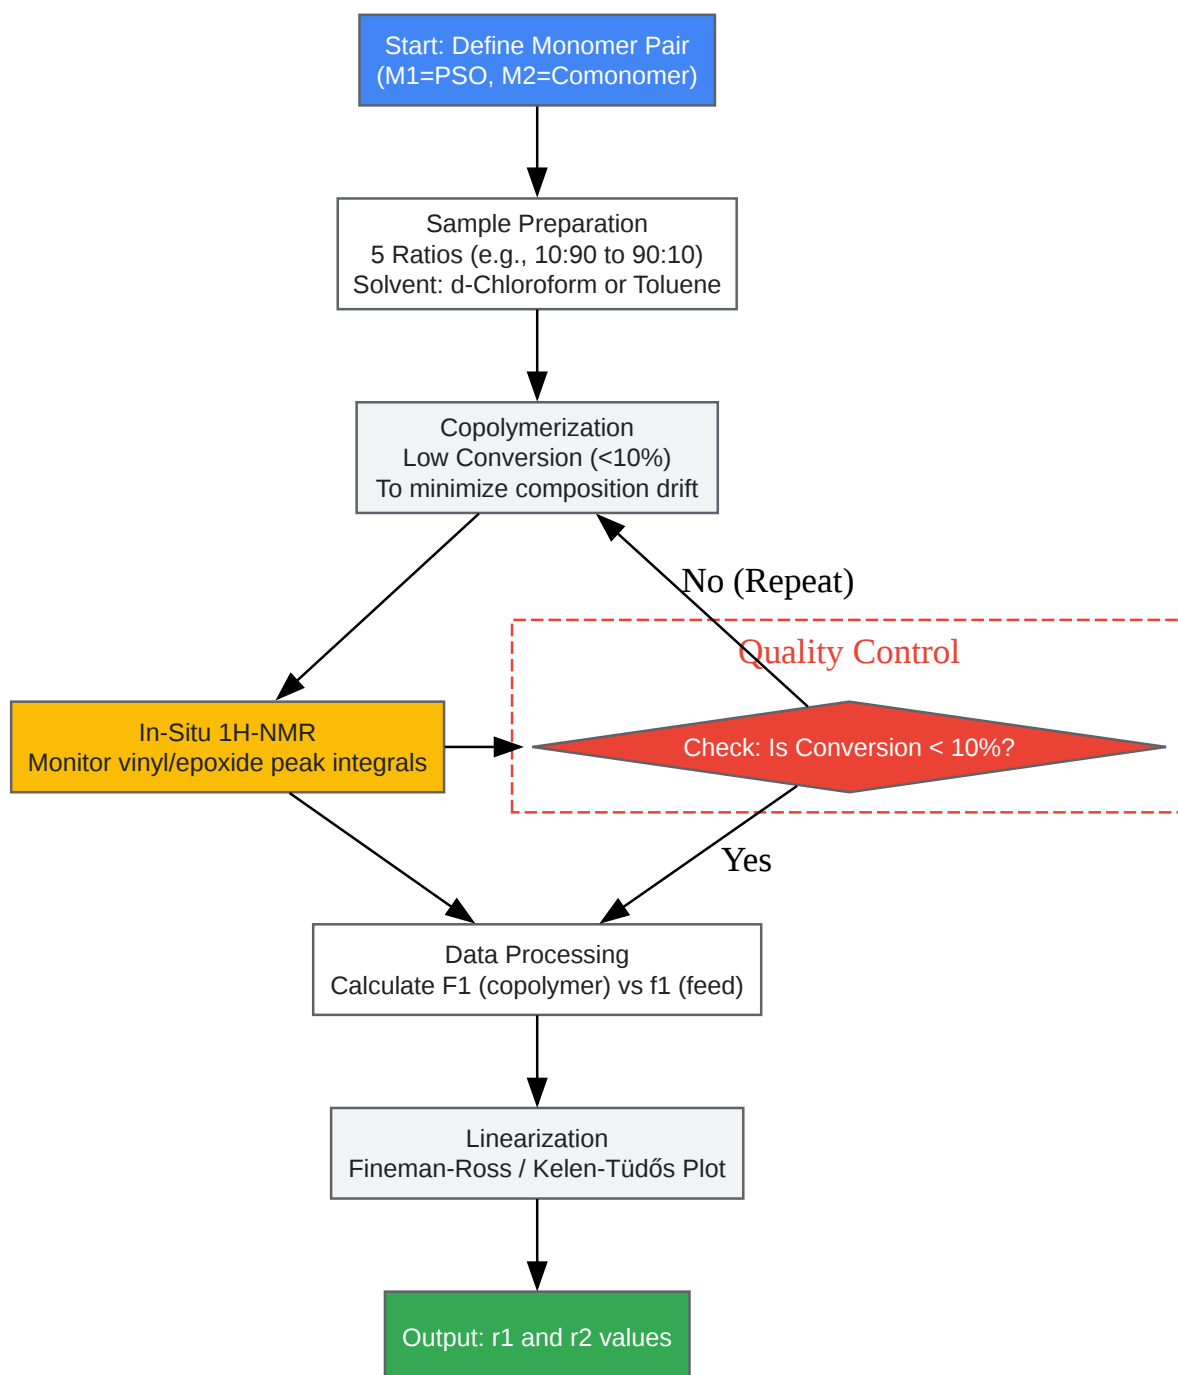 Start: Define Monomer Pair
(M1=PSO, M2=Comonomer)
Sample Preparation
5 Ratios (e.g., 10:90 to 90:10)
Solvent: d-Chloroform or Toluene
Copolymerization
Low Conversion (<10%)
To minimize composition drift
No (Repeat)
Quality Control
In-Situ 1H-NMR
Monitor vinyl/epoxide peak integrals
Check: Is Conversion < 10%?
Yes
Data Processing
Calculate F1 (copolymer) vs f1 (feed)
Linearization
Fineman-Ross / Kelen-Tüdős Plot
Output: r1 and r2 values